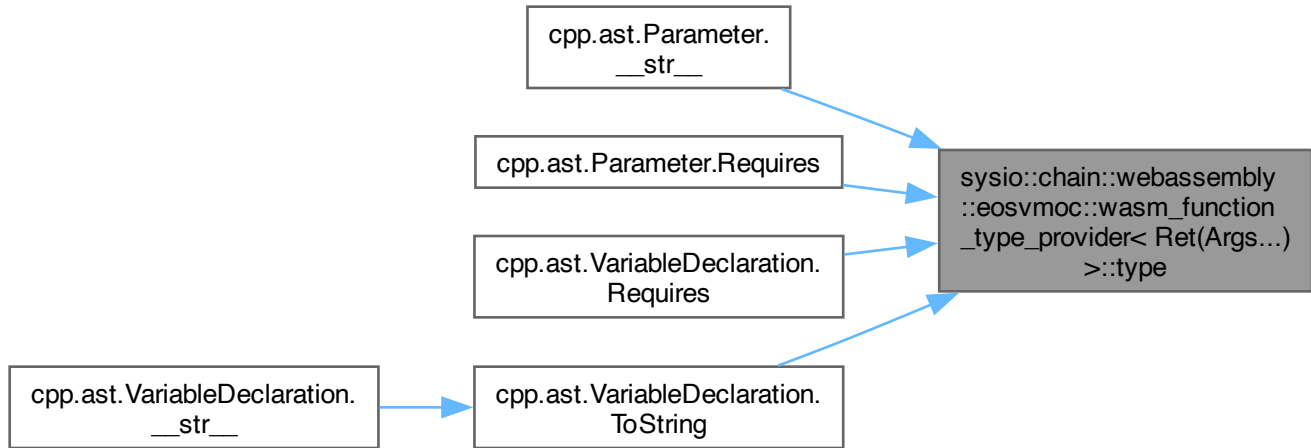 cpp.ast.Parameter.
__str__
cpp.ast.Parameter.Requires
sysio::chain::webassembly
::eosvmoc::wasm_function
_type_provider< Ret(Args...)
>::type
cpp.ast.VariableDeclaration.
Requires
cpp.ast.VariableDeclaration.
__str__
cpp.ast.VariableDeclaration.
ToString